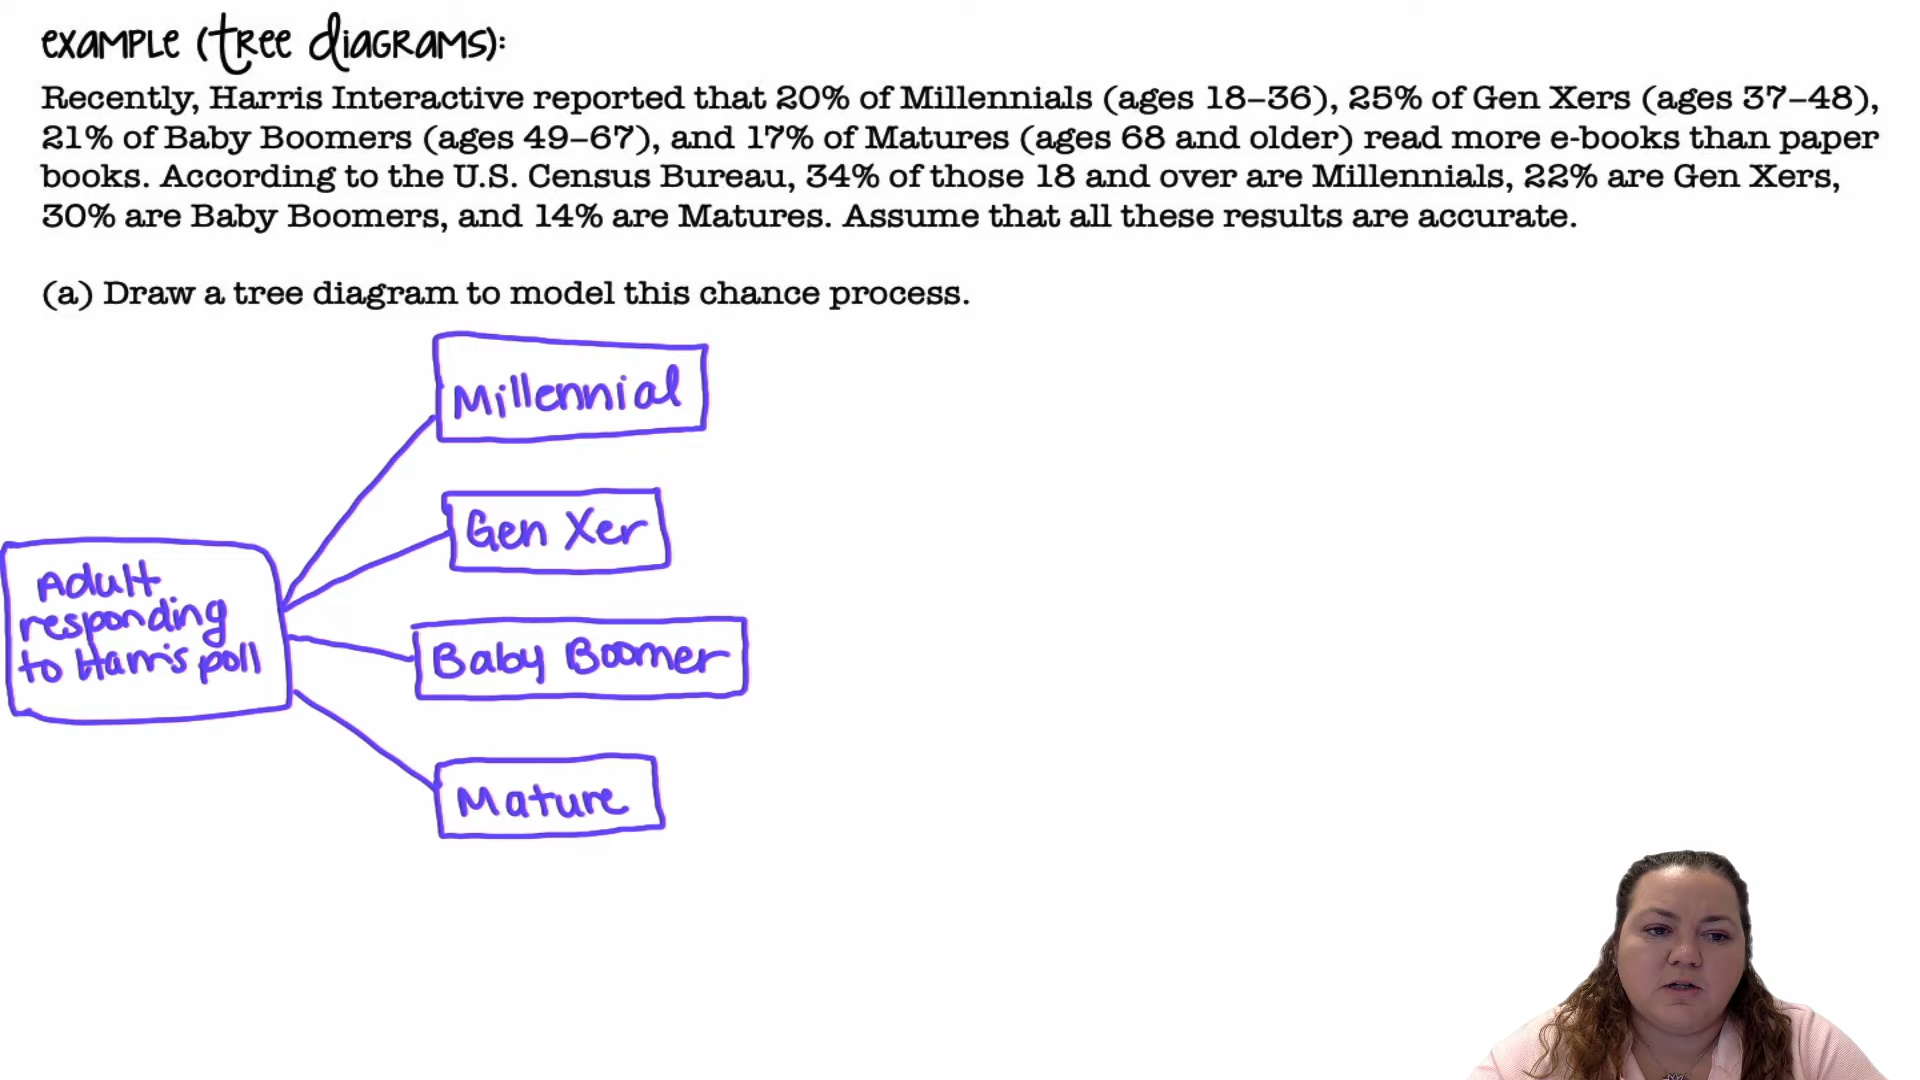 Example (Tree Diagrams):
Recently, Harris Interactive reported that 20% of Millennials (ages 18–36), 25% of Gen Xers (ages 37–48),
21% of Baby Boomers (ages 49–67), and 17% of Matures (ages 68 and older) read more e-books than paper
books. According to the U.S. Census Bureau, 34% of those 18 and over are Millennials, 22% are Gen Xers,
30% are Baby Boomers, and 14% are Matures. Assume that all these results are accurate.
(a) Draw a tree diagram to model this chance process.
Millennial
Gen Xer
Adult
responding
to Harris poll
Baby Boomer
Mature